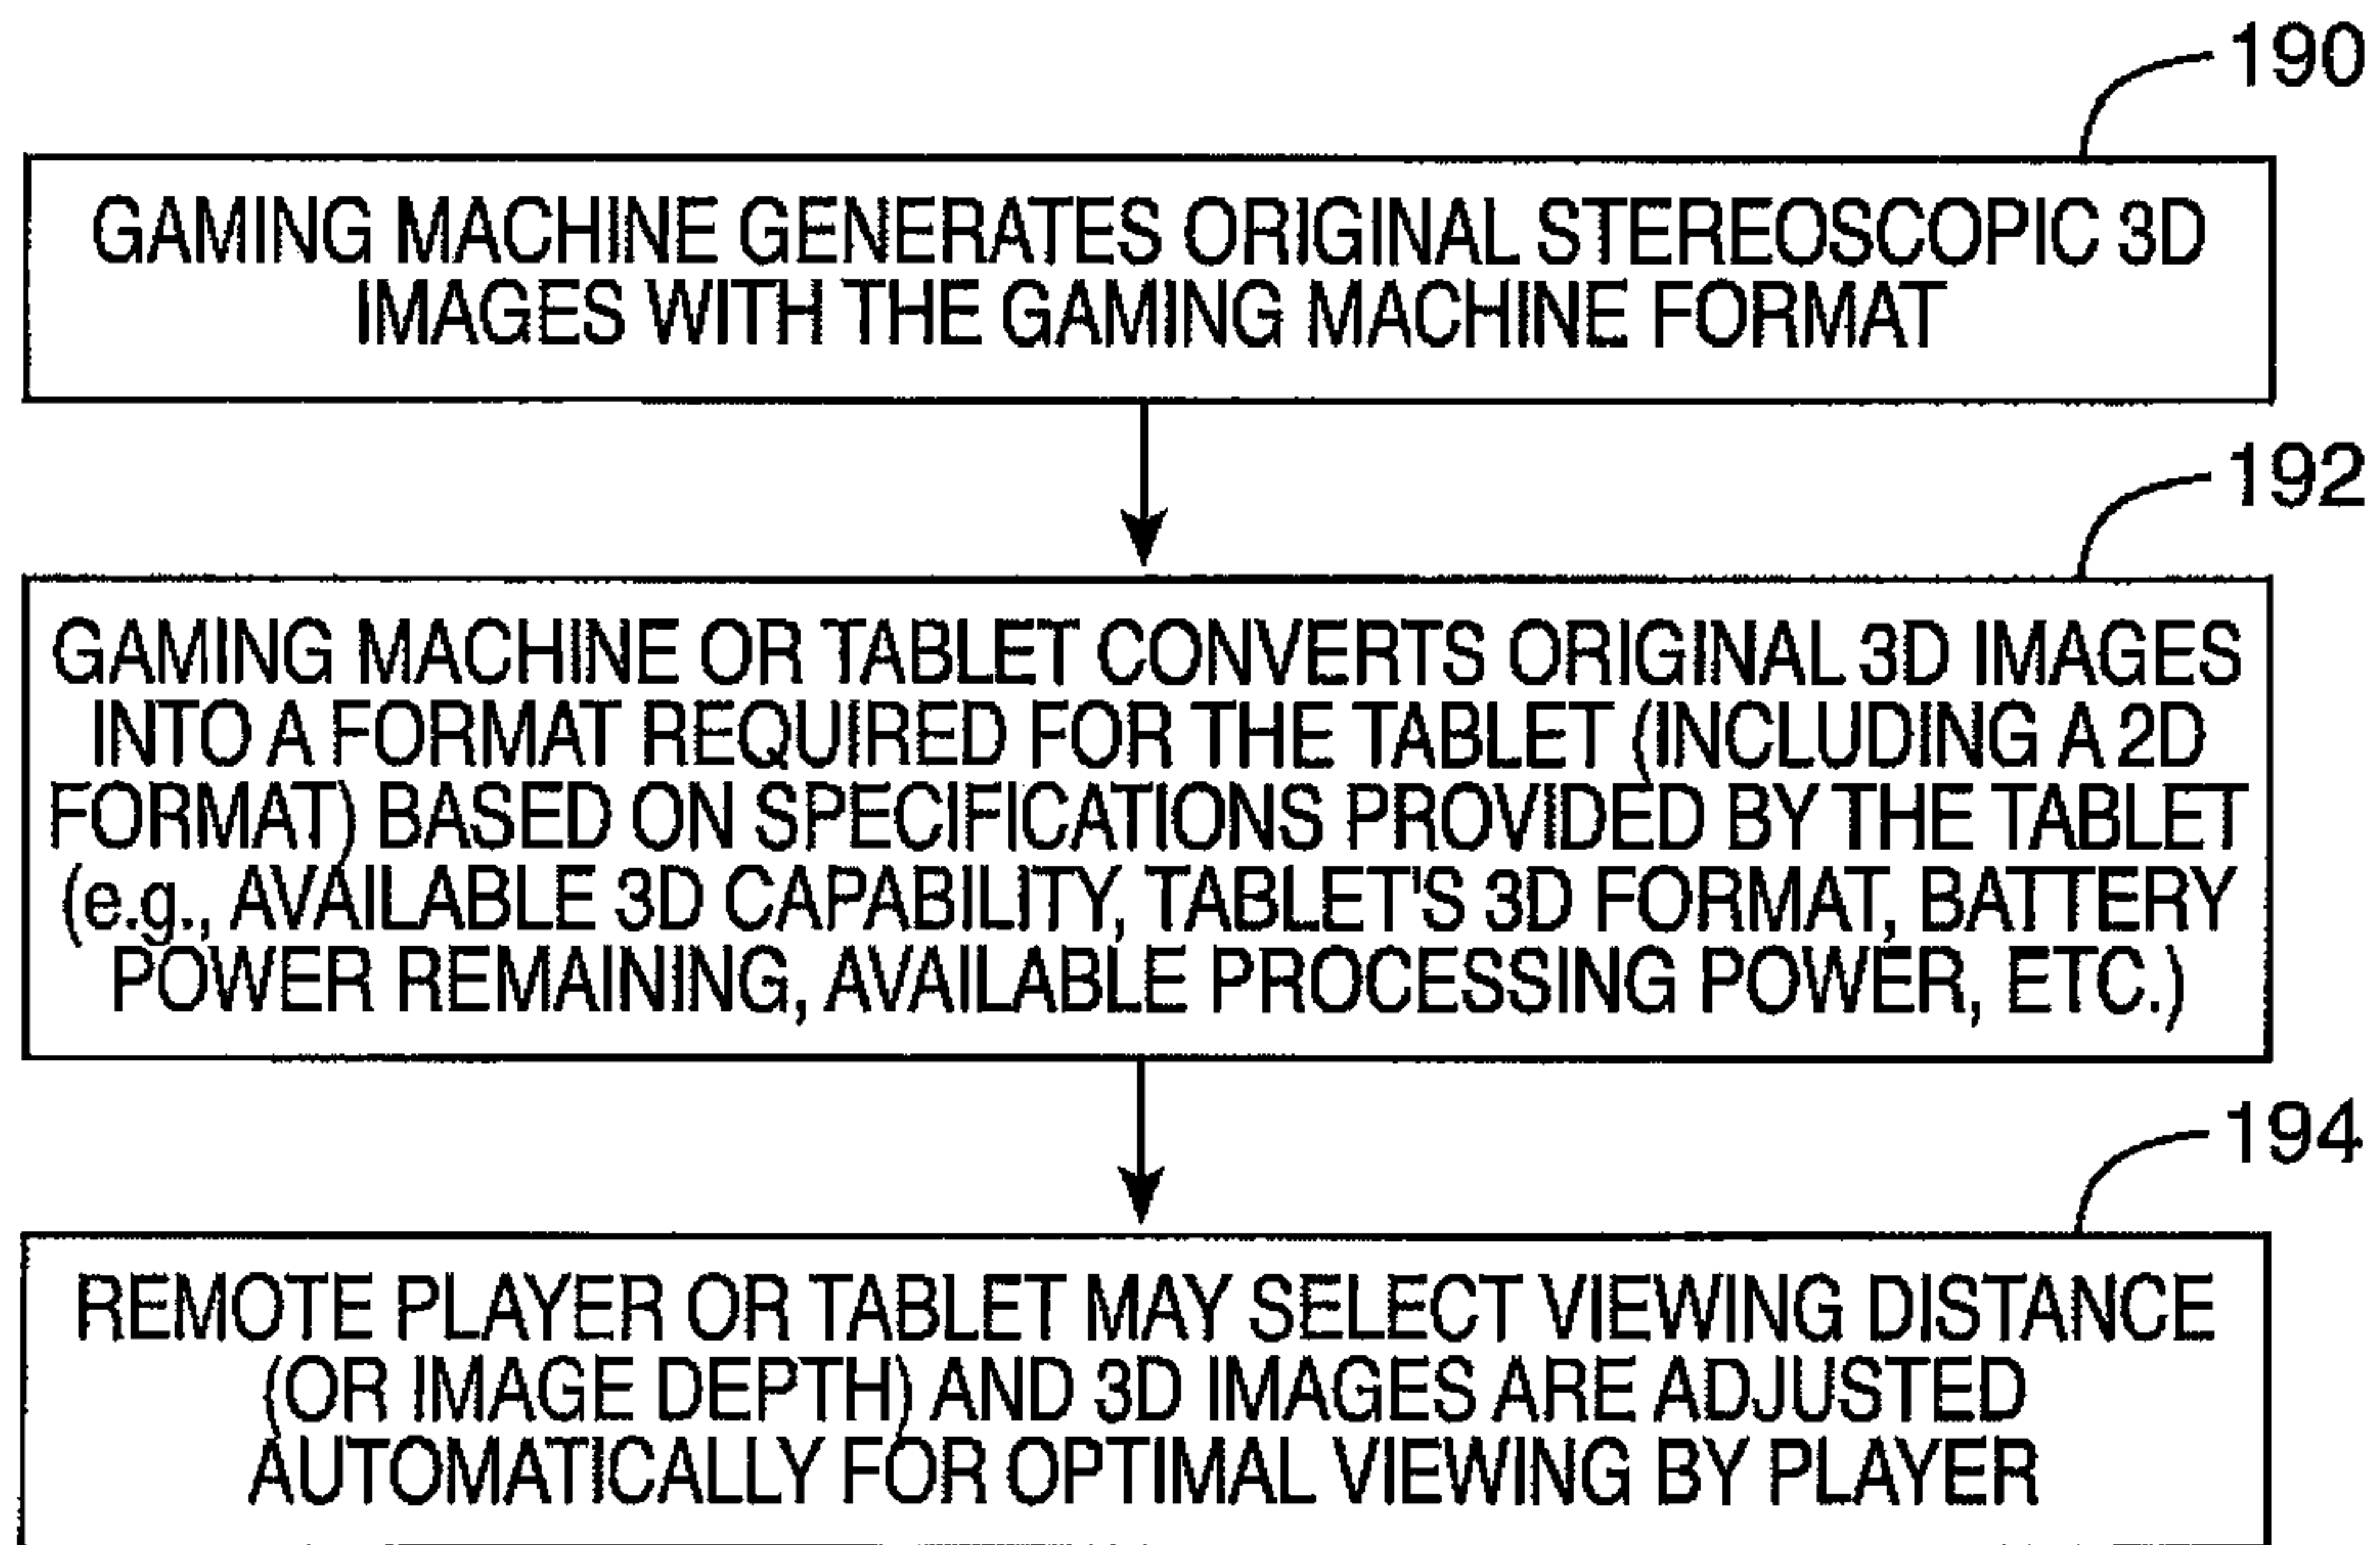 190
GAMING MACHINE GENERATES ORIGINAL STEREOSCOPIC 3D
IMAGES WITH THE GAMING MACHINE FORMAT
192
GAMING MACHINE OR TABLET CONVERTS ORIGINAL 3D IMAGES
INTO A FORMAT REQUIRED FOR THE TABLET (INCLUDING A 2D
FORMAT) BASED ON SPECIFICATIONS PROVIDED BY THE TABLET
(e.g., AVAILABLE 3D CAPABILITY, TABLET'S 3D FORMAT, BATTERY
POWER REMAINING, AVAILABLE PROCESSING POWER, ETC.)
194
REMOTE PLAYER OR TABLET MAY SELECT VIEWING DISTANCE
(OR IMAGE DEPTH) AND 3D IMAGES ARE ADJUSTED
AUTOMATICALLY FOR OPTIMAL VIEWING BY PLAYER